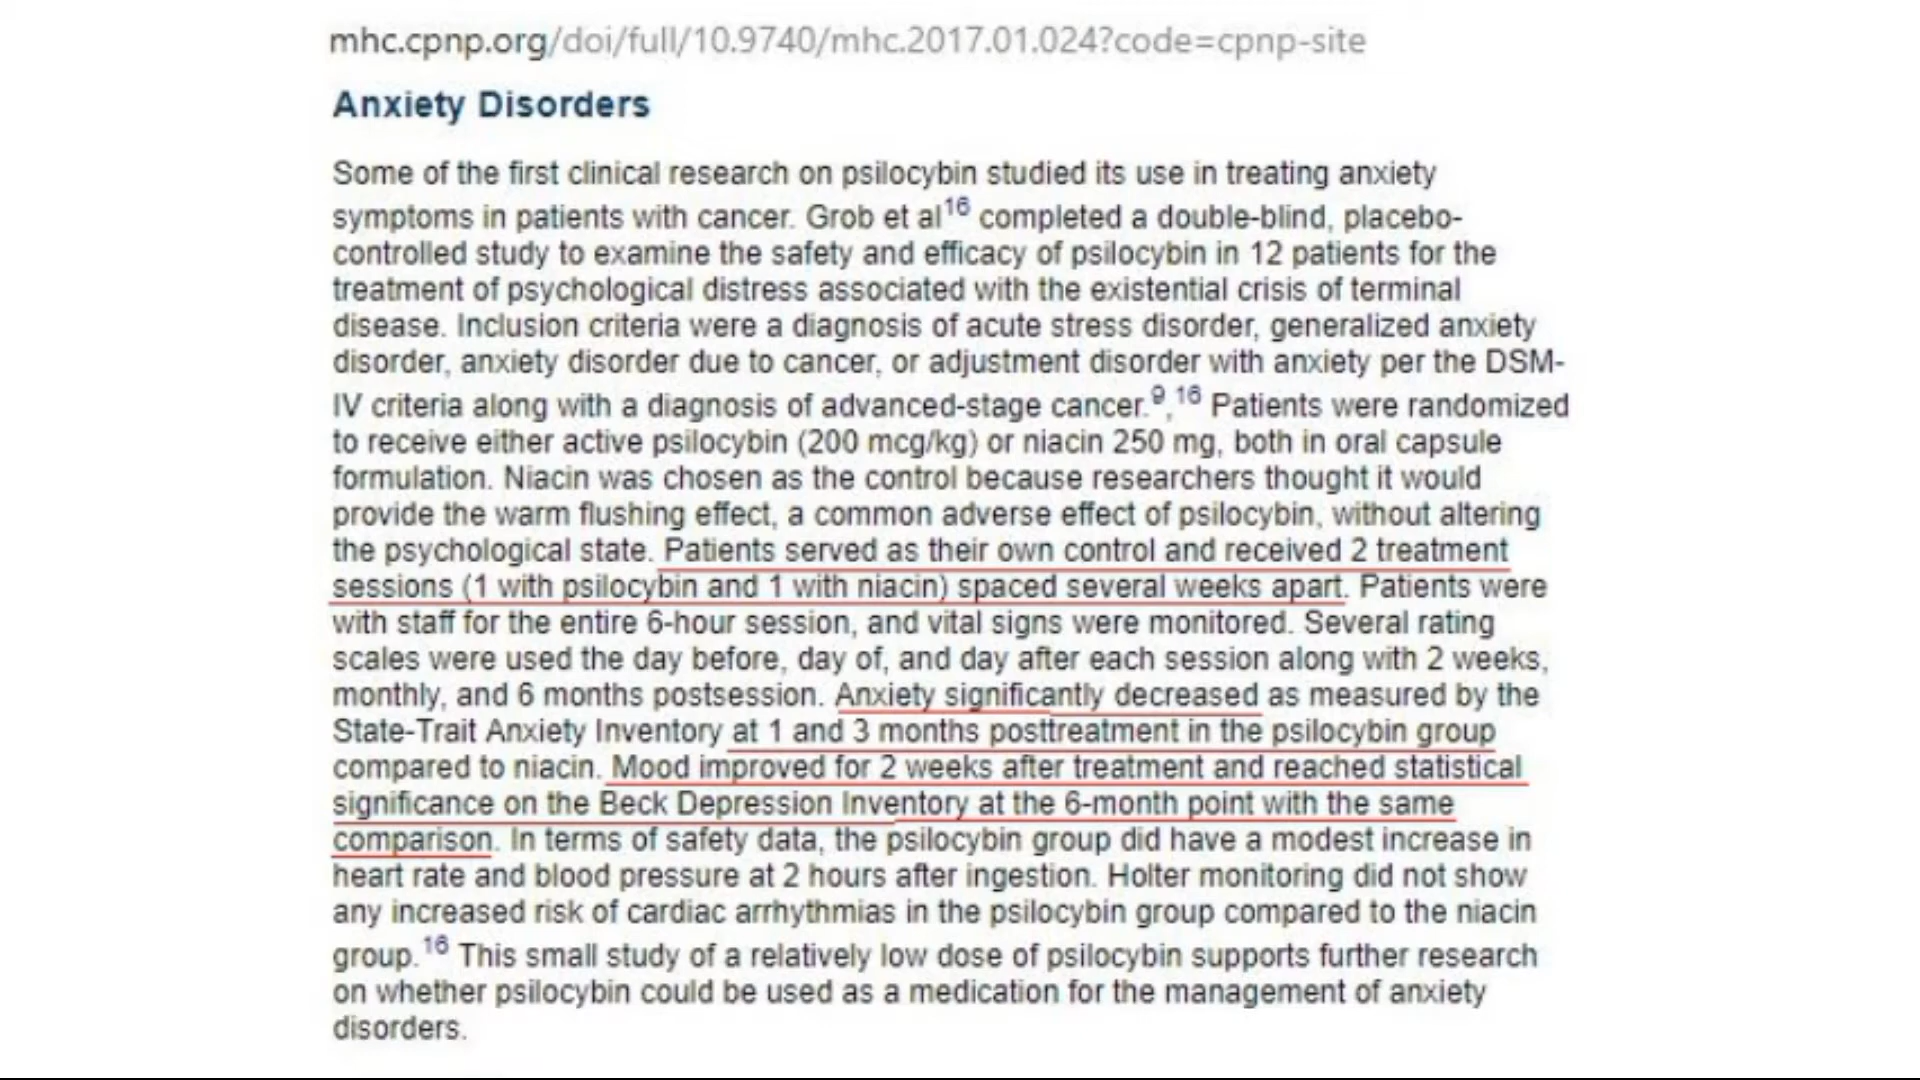 mhc.cpnp.org/doi/full/10.9740/mhc.2017.01.024?code=cpnp-site
Anxiety Disorders
Some of the first clinical research on psilocybin studied its use in treating anxiety
symptoms in patients with cancer. Grob et al16 completed a double-blind, placebo-
controlled study to examine the safety and efficacy of psilocybin in 12 patients for the
treatment of psychological distress associated with the existential crisis of terminal
disease. Inclusion criteria were a diagnosis of acute stress disorder, generalized anxiety
disorder, anxiety disorder due to cancer, or adjustment disorder with anxiety per the DSM-
IV criteria along with a diagnosis of advanced-stage cancer.9,16 Patients were randomized
to receive either active psilocybin (200 mcg/kg) or niacin 250 mg, both in oral capsule
formulation. Niacin was chosen as the control because researchers thought it would
provide the warm flushing effect, a common adverse effect of psilocybin, without altering
the psychological state. Patients served as their own control and received 2 treatment
sessions (1 with psilocybin and 1 with niacin) spaced several weeks apart. Patients were
with staff for the entire 6-hour session, and vital signs were monitored. Several rating
scales were used the day before, day of, and day after each session along with 2 weeks,
monthly, and 6 months postsession. Anxiety significantly decreased as measured by the
State-Trait Anxiety Inventory at 1 and 3 months posttreatment in the psilocybin group
compared to niacin. Mood improved for 2 weeks after treatment and reached statistical
significance on the Beck Depression Inventory at the 6-month point with the same
comparison. In terms of safety data, the psilocybin group did have a modest increase in
heart rate and blood pressure at 2 hours after ingestion. Holter monitoring did not show
any increased risk of cardiac arrhythmias in the psilocybin group compared to the niacin
group.16 This small study of a relatively low dose of psilocybin supports further research
on whether psilocybin could be used as a medication for the management of anxiety
disorders.